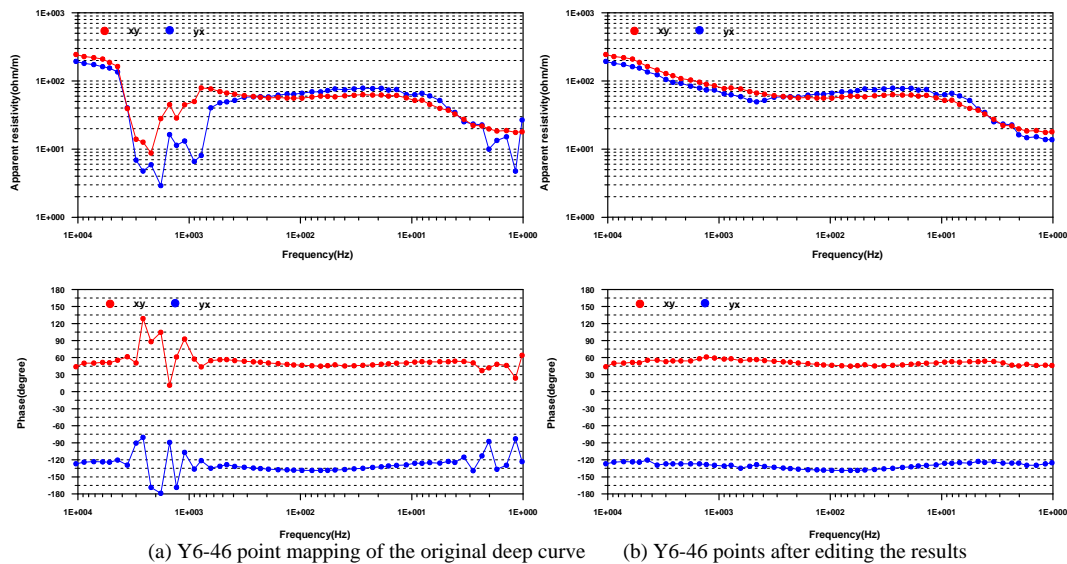 1E+003
1E+002
1E+001
1E+000
Apparent resistivity(ohm/m)
xy yx
1E+004 1E+003 1E+002 1E+001 1E+000
Frequency(Hz)
1E+003
1E+002
1E+001
1E+000
Apparent resistivity(ohm/m)
xy yx
1E+004 1E+003 1E+002 1E+001 1E+000
Frequency(Hz)
180
150
120
90
60
30
0
-30
-60
-90
-120
-150
-180
Phase(degree)
xy yx
1E+004 1E+003 1E+002 1E+001 1E+000
Frequency(Hz)
180
150
120
90
60
30
0
-30
-60
-90
-120
-150
-180
Phase(degree)
xy yx
1E+004 1E+003 1E+002 1E+001 1E+000
Frequency(Hz)
(a) Y6-46 point mapping of the original deep curve (b) Y6-46 points after editing the results